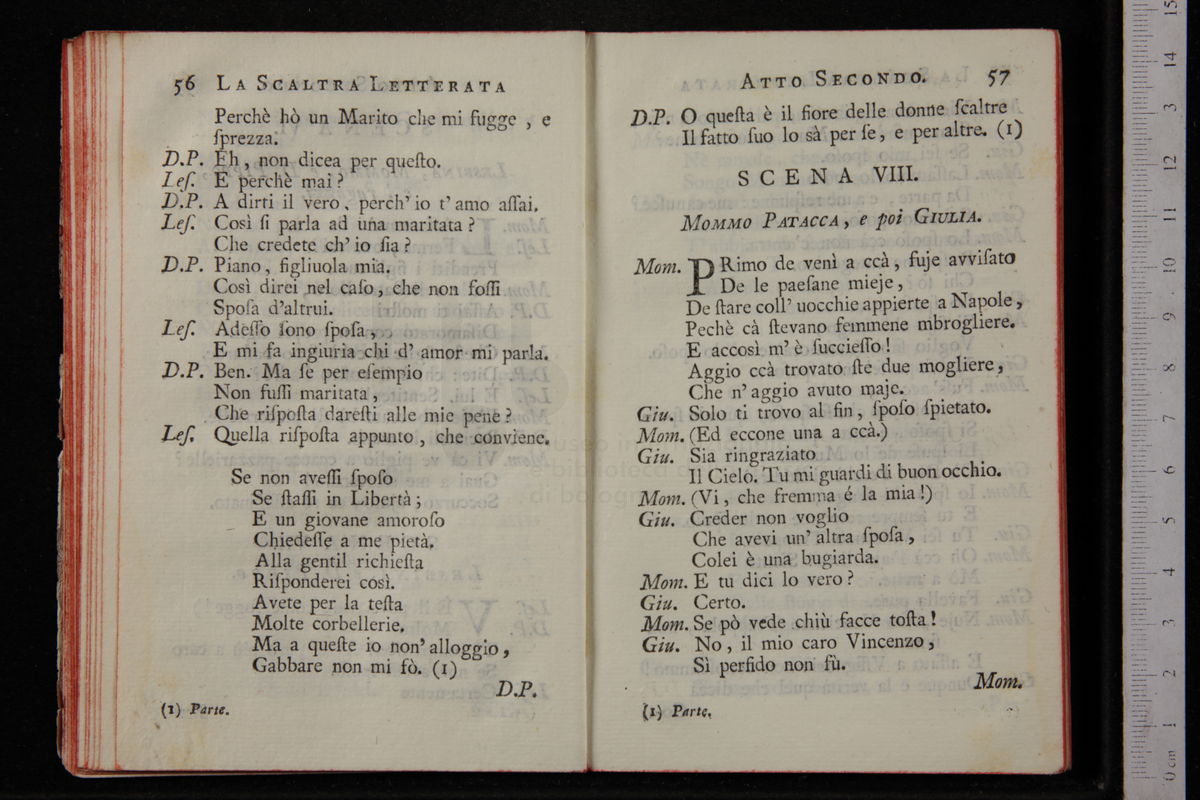 56 LA SCALTRA LETTERATA
Perchè hò un Marito che mi fugge , e
ſprezza.
D.P. Eh, non dicea per queſto.
Leſ. E perchè mai ?
D.P. A dirti il vero, perch' io t' amo aſſai.
Leſ. Così ſi parla ad una maritata ?
Che credete ch' io ſia ?
D.P. Piano, figliuola mia.
Così direi nel caſo, che non foſſi
Spoſa d'altrui.
Leſ. Adeſſo ſono ſpoſa,
E mi fa ingiuria chi d' amor mi parla.
D.P. Ben. Ma ſe per eſempio
Non fuſſi maritata,
Che riſpoſta dareſti alle mie pene ?
Leſ. Quella riſpoſta appunto, che conviene.
Se non aveſſi ſpoſo
Se ſtaſſi in Libertà ;
E un giovane amoroſo
Chiedeſſe a me pietà.
Alla gentil richieſta
Riſponderei così.
Avete per la teſta
Molte corbellerie.
Ma a queſte io non' alloggio,
Gabbare non mi fò. (1)
D.P.
(1) Parte.
ATTO SECONDO. 57
D.P. O queſta è il fiore delle donne ſcaltre
Il fatto ſuo lo sà per ſe, e per altre. (1)
SCENA VIII.
MOMMO PATACCA, e poi GIULIA.
Mom. PRimo de venì a ccà, fuje avviſato
De le paeſane mieje,
De ſtare coll' uocchie appierte a Napole,
Pechè cà ſtevano femmene mbrogliere.
E accosì m' è ſuccieſſo !
Aggio ccà trovato ſte due mogliere,
Che n' aggio avuto maje.
Giu. Solo ti trovo al fin, ſpoſo ſpietato.
Mom. (Ed eccone una a ccà.)
Giu. Sia ringraziato
Il Cielo. Tu mi guardi di buon occhio.
Mom. (Vi, che fremma é la mia !)
Giu. Creder non voglio
Che avevi un' altra ſpoſa,
Colei è una bugiarda.
Mom. E tu dici lo vero ?
Giu. Certo.
Mom. Se pò vede chiù facce toſta !
Giu. No, il mio caro Vincenzo,
Sì perfido non fù.
Mom.
(1) Parte.